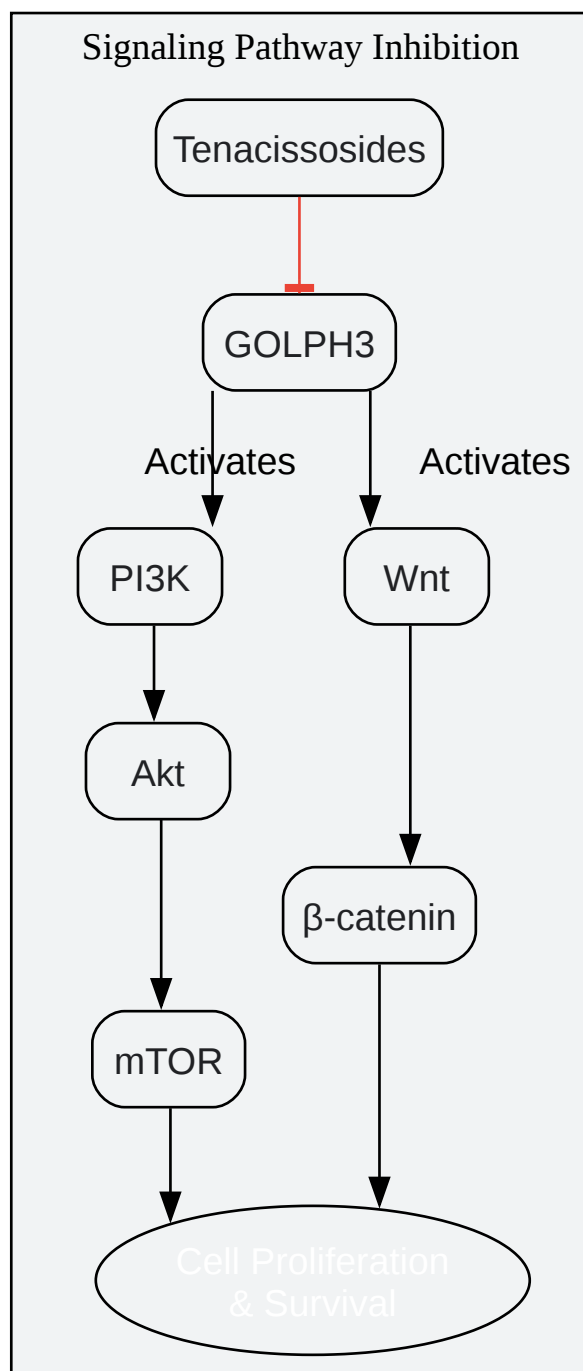 Signaling Pathway Inhibition
Tenacissosides
GOLPH3
Activates
Activates
PI3K
Wnt
Akt
β-catenin
mTOR
Cell Proliferation
& Survival